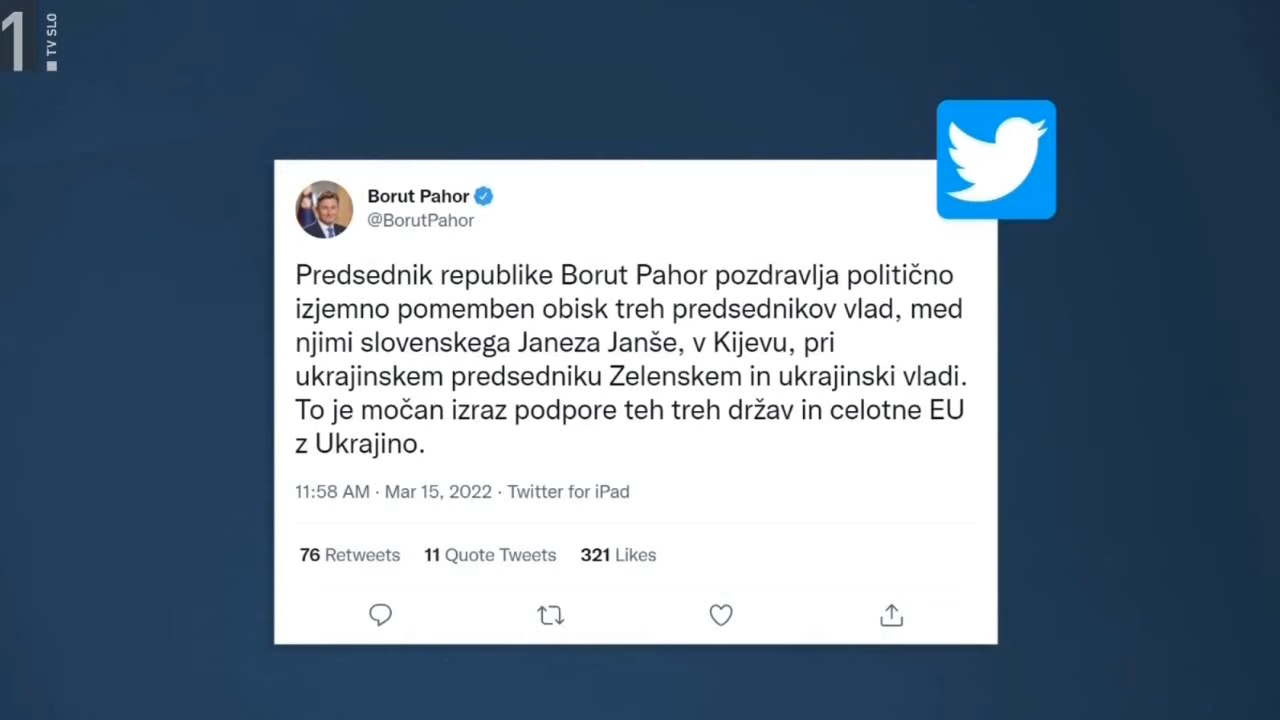 1.
TV SLO
Borut Pahor
@BorutPahor
Predsednik republike Borut Pahor pozdravlja politično
izjemno pomemben obisk treh predsednikov vlad, med
njimi slovenskega Janeza Janše, v Kijevu, pri
ukrajinskem predsedniku Zelenskem in ukrajinski vladi.
To je močan izraz podpore teh treh držav in celotne EU
z Ukrajino.
11:58 AM · Mar 15, 2022 · Twitter for iPad
76 Retweets 11 Quote Tweets 321 Likes